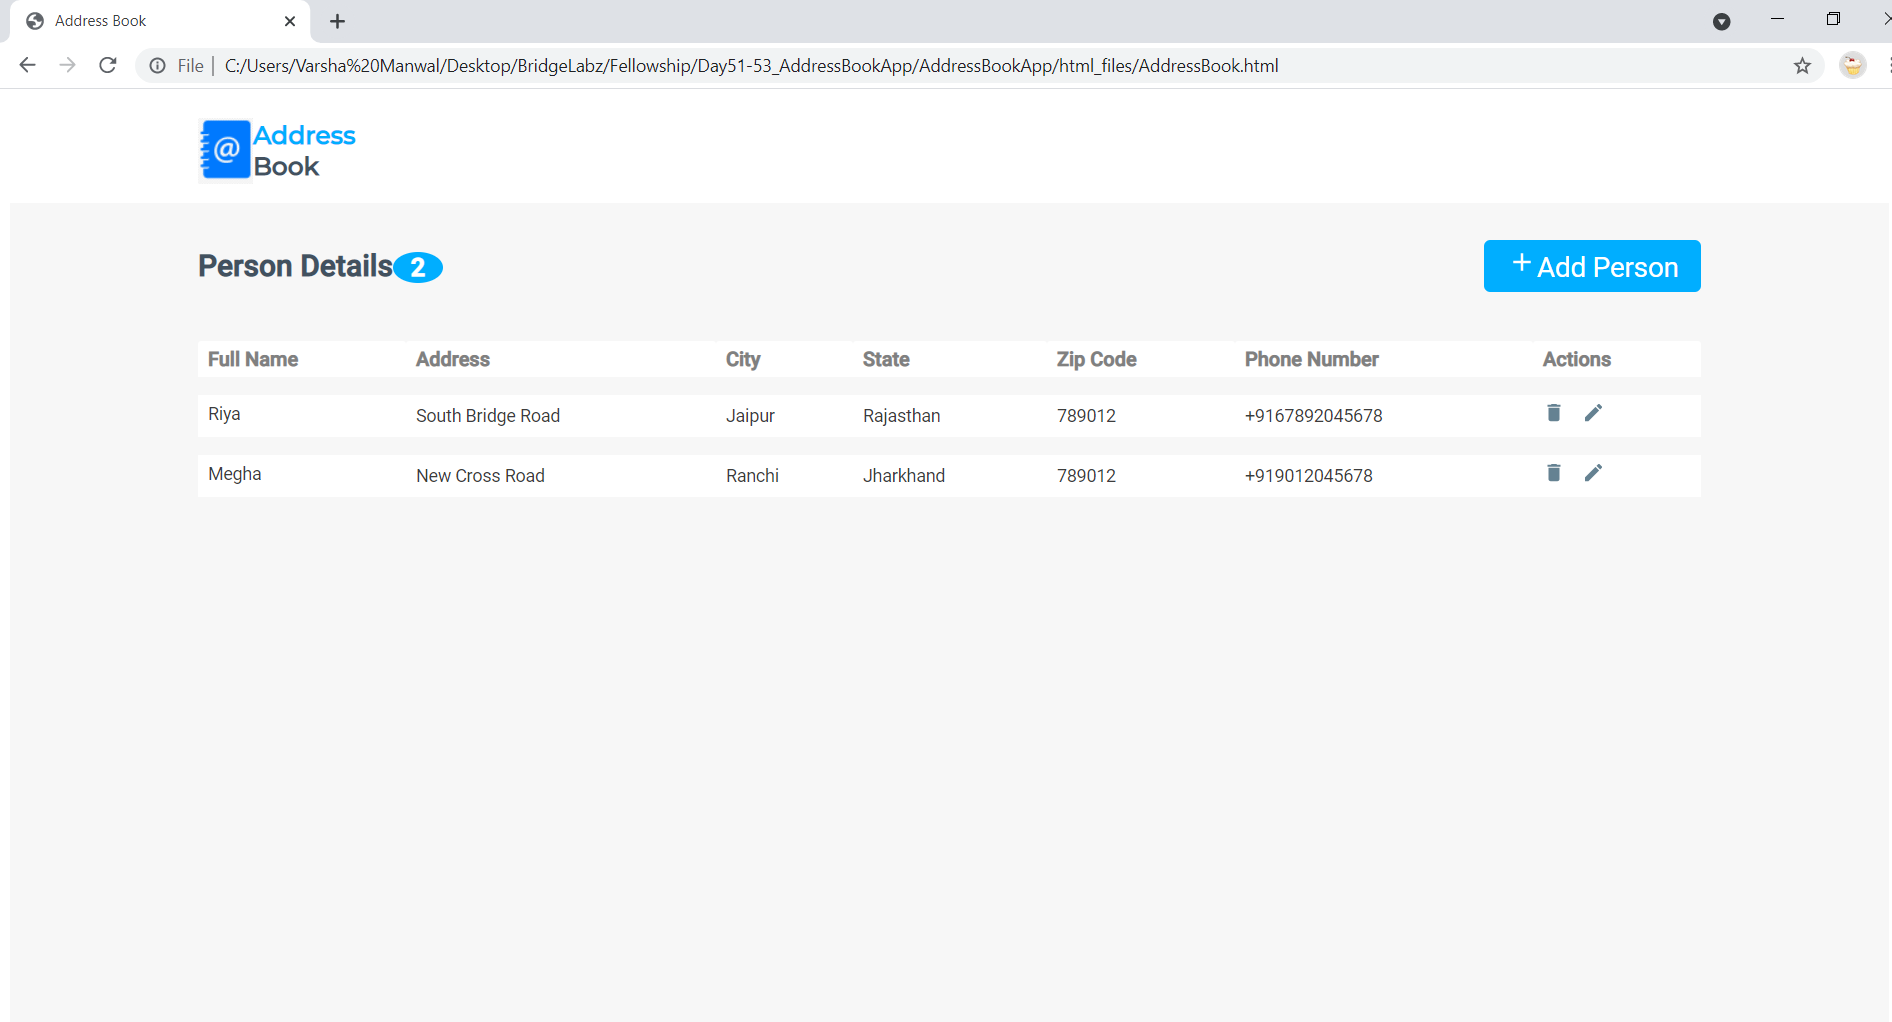 Address Book
File | C:/Users/Varsha%20Manwal/Desktop/BridgeLabz/Fellowship/Day51-53_AddressBookApp/AddressBookApp/html_files/AddressBook.html
@ Address
Book
Person Details 2 + Add Person
Full Name Address City State Zip Code Phone Number Actions
Riya South Bridge Road Jaipur Rajasthan 789012 +9167892045678
Megha New Cross Road Ranchi Jharkhand 789012 +919012045678